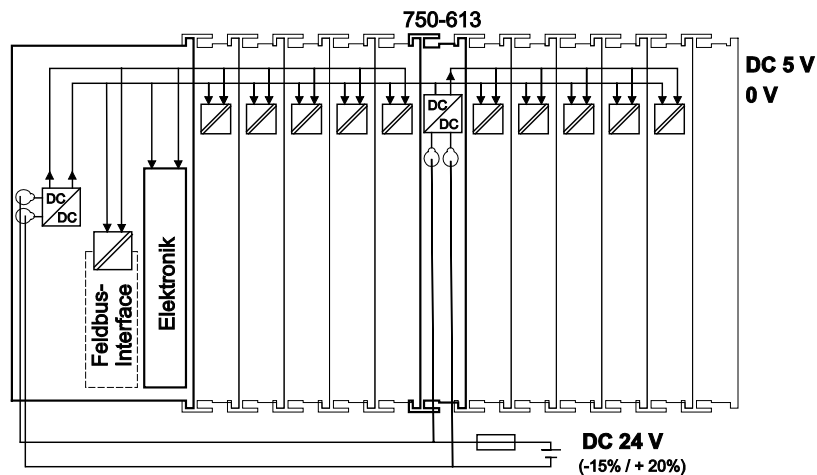 750-613
DC 5 V
0 V
DC
DC
DC
DC
Feldbus-
Interface
Elektronik
DC 24 V
(-15% / + 20%)